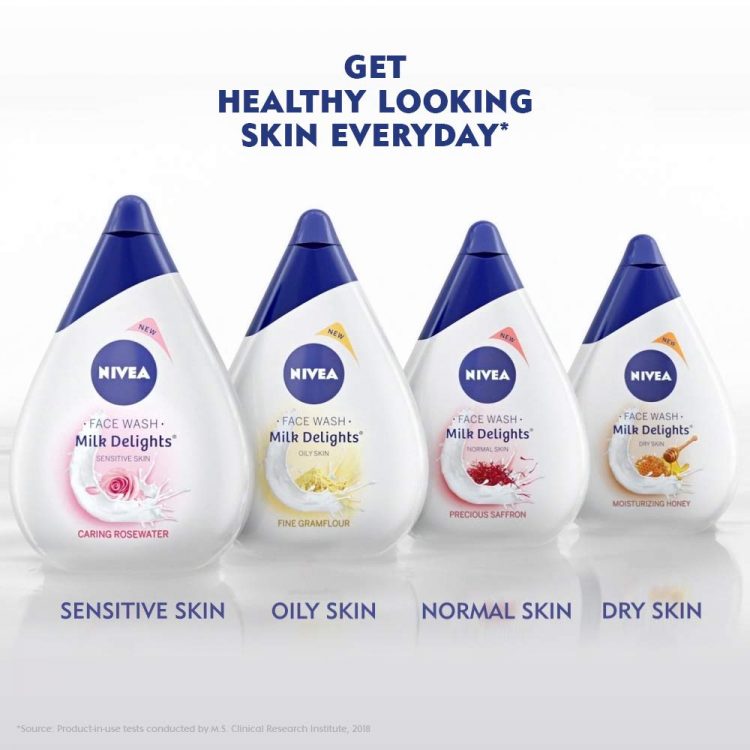 GET
HEALTHY LOOKING
SKIN EVERYDAY*
NEW
NIVEA
• FACE WASH •
Milk Delights®
SENSITIVE SKIN
CARING ROSEWATER
NEW
NIVEA
• FACE WASH •
Milk Delights®
OILY SKIN
FINE GRAMFLOUR
NEW
NIVEA
• FACE WASH •
Milk Delights®
NORMAL SKIN
PRECIOUS SAFFRON
NEW
NIVEA
• FACE WASH •
Milk Delights®
DRY SKIN
MOISTURIZING HONEY
SENSITIVE SKIN OILY SKIN NORMAL SKIN DRY SKIN
*Source: Product-in-use tests conducted by M.S. Clinical Research Institute, 2018